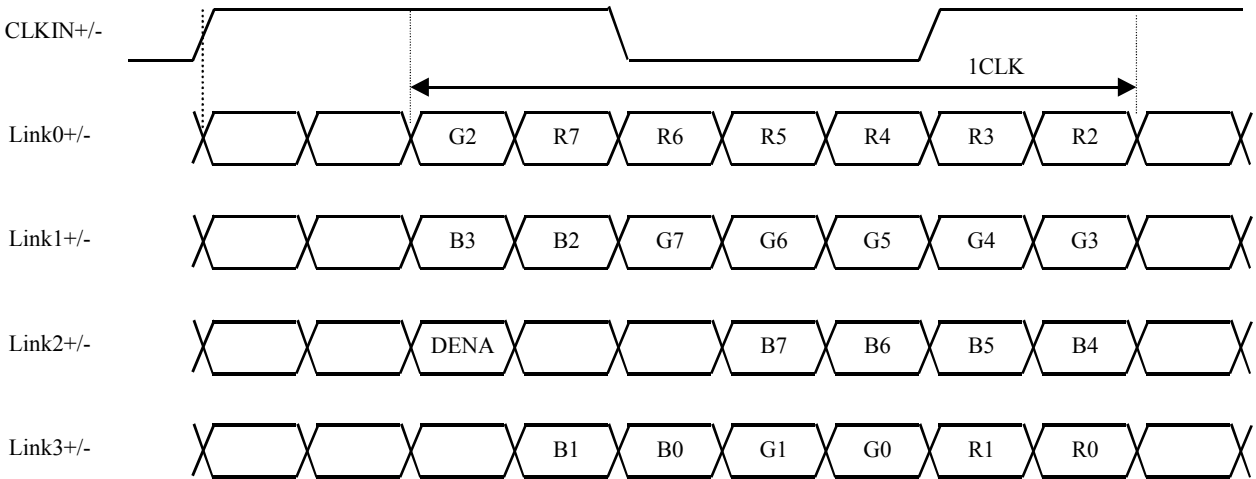 CLKIN+/-
1CLK
Link0+/- G2 R7 R6 R5 R4 R3 R2
Link1+/- B3 B2 G7 G6 G5 G4 G3
Link2+/- DENA B7 B6 B5 B4
Link3+/- B1 B0 G1 G0 R1 R0